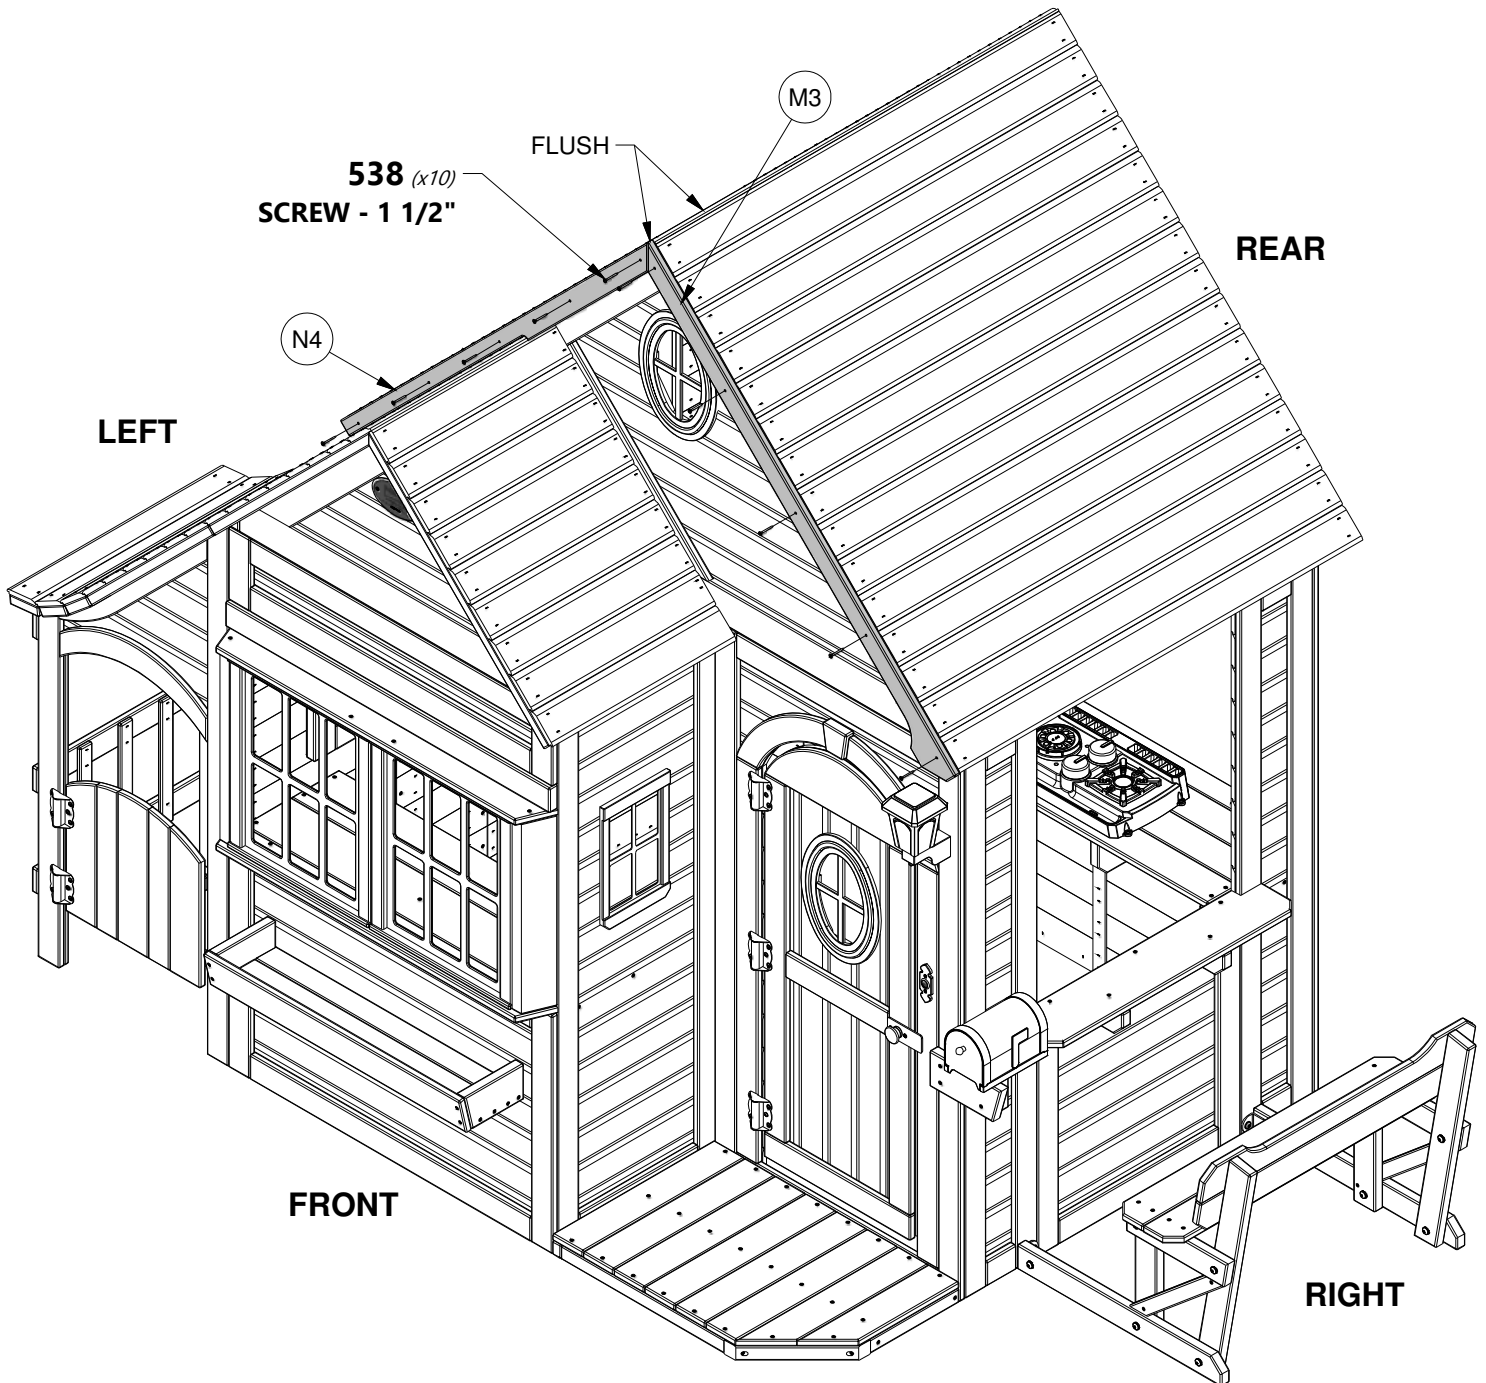 M3
FLUSH
538 (x10)
SCREW - 1 1/2"
REAR
N4
LEFT
FRONT
RIGHT